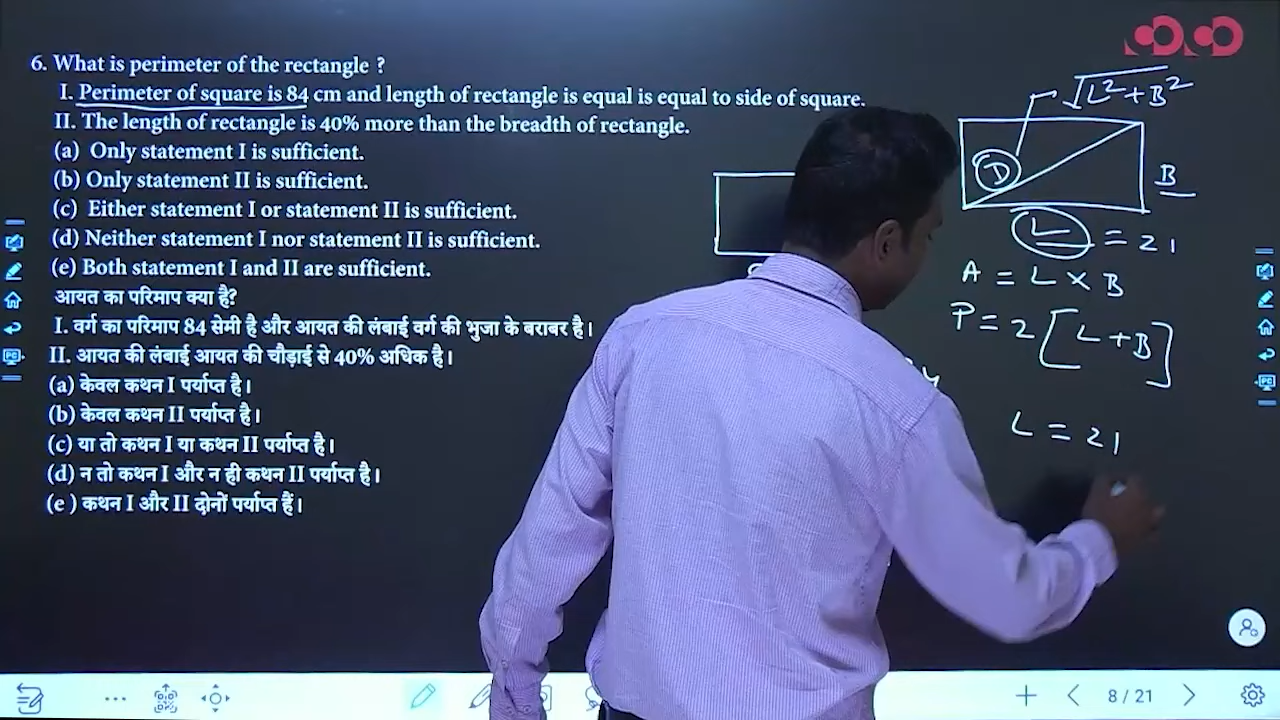 6. What is perimeter of the rectangle ?
I. Perimeter of square is 84 cm and length of rectangle is equal is equal to side of square.
II. The length of rectangle is 40% more than the breadth of rectangle.
(a) Only statement I is sufficient.
(b) Only statement II is sufficient.
(c) Either statement I or statement II is sufficient.
(d) Neither statement I nor statement II is sufficient.
(e) Both statement I and II are sufficient.
आयत का परिमाप क्या है?
I. वर्ग का परिमाप 84 सेमी है और आयत की लंबाई वर्ग की भुजा के बराबर है।
II. आयत की लंबाई आयत की चौड़ाई से 40% अधिक है।
(a) केवल कथन I पर्याप्त है।
(b) केवल कथन II पर्याप्त है।
(c) या तो कथन I या कथन II पर्याप्त है।
(d) न तो कथन I और न ही कथन II पर्याप्त है।
(e ) कथन I और II दोनों पर्याप्त हैं।
√L²+B²
D
B
L = 21
A = L × B
P = 2 [L + B]
L = 21
8 / 21